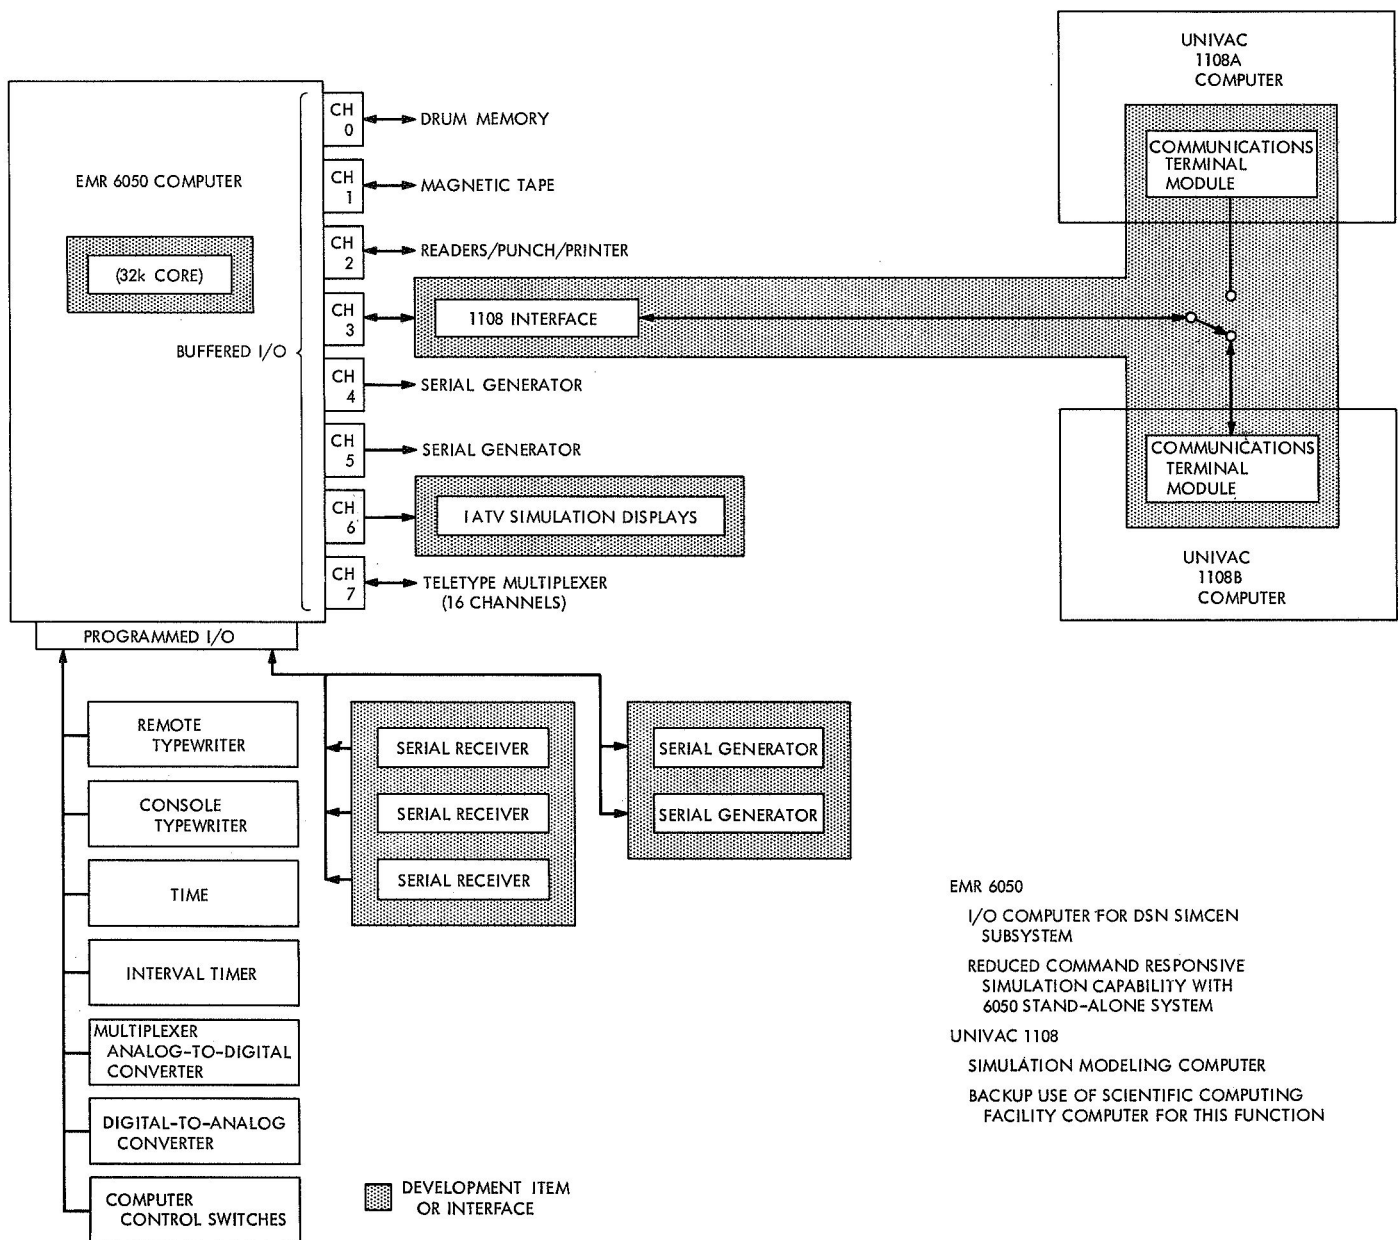 UNIVAC
1108A
COMPUTER
COMMUNICATIONS
TERMINAL
MODULE
EMR 6050 COMPUTER
(32k CORE)
BUFFERED I/O
CH
0
DRUM MEMORY
CH
1
MAGNETIC TAPE
CH
2
READERS/PUNCH/PRINTER
CH
3
1108 INTERFACE
CH
4
SERIAL GENERATOR
CH
5
SERIAL GENERATOR
CH
6
IATV SIMULATION DISPLAYS
CH
7
TELETYPE MULTIPLEXER
(16 CHANNELS)
COMMUNICATIONS
TERMINAL
MODULE
UNIVAC
1108B
COMPUTER
PROGRAMMED I/O
REMOTE
TYPEWRITER
CONSOLE
TYPEWRITER
TIME
INTERVAL TIMER
MULTIPLEXER
ANALOG-TO-DIGITAL
CONVERTER
DIGITAL-TO-ANALOG
CONVERTER
COMPUTER
CONTROL SWITCHES
SERIAL RECEIVER
SERIAL RECEIVER
SERIAL RECEIVER
SERIAL GENERATOR
SERIAL GENERATOR
EMR 6050
I/O COMPUTER FOR DSN SIMCEN
SUBSYSTEM
REDUCED COMMAND RESPONSIVE
SIMULATION CAPABILITY WITH
6050 STAND-ALONE SYSTEM
UNIVAC 1108
SIMULATION MODELING COMPUTER
BACKUP USE OF SCIENTIFIC COMPUTING
FACILITY COMPUTER FOR THIS FUNCTION
DEVELOPMENT ITEM
OR INTERFACE